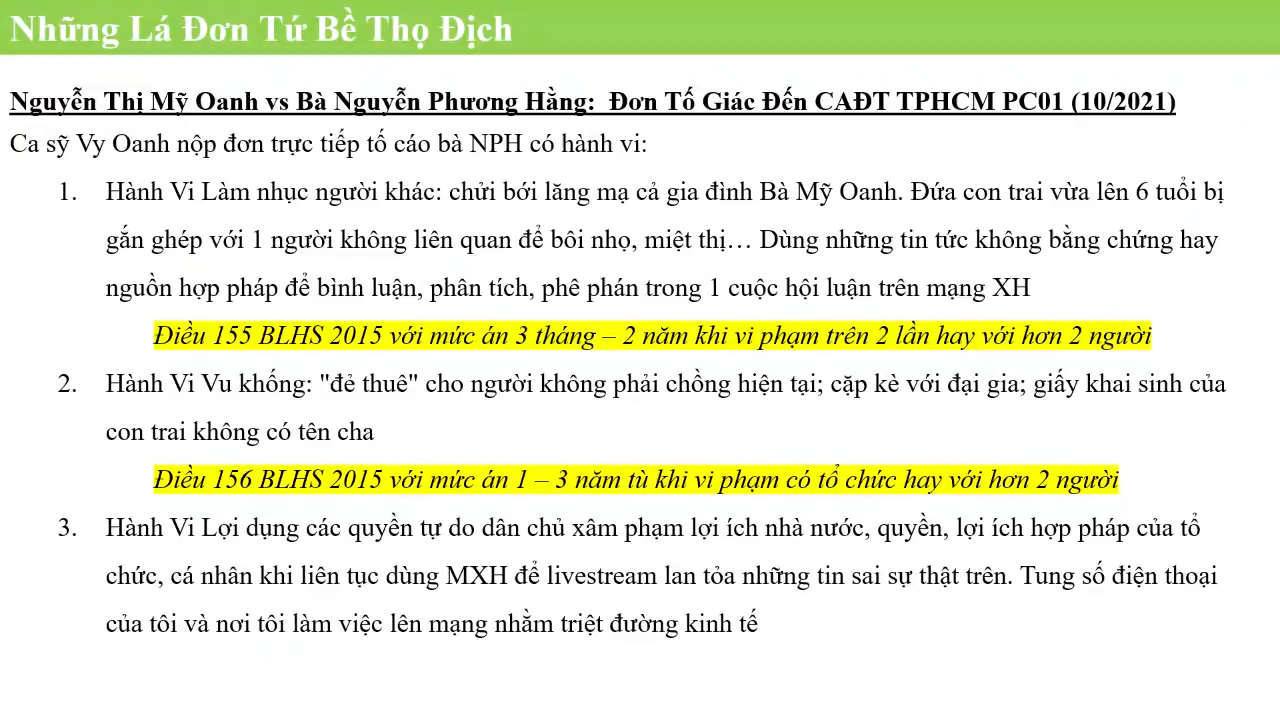 Những Lá Đơn Tứ Bề Thọ Địch
Nguyễn Thị Mỹ Oanh vs Bà Nguyễn Phương Hằng: Đơn Tố Giác Đến CAĐT TPHCM PC01 (10/2021)
Ca sỹ Vy Oanh nộp đơn trực tiếp tố cáo bà NPH có hành vi:
1. Hành Vi Làm nhục người khác: chửi bới lăng mạ cả gia đình Bà Mỹ Oanh. Đứa con trai vừa lên 6 tuổi bị
gắn ghép với 1 người không liên quan để bôi nhọ, miệt thị… Dùng những tin tức không bằng chứng hay
nguồn hợp pháp để bình luận, phân tích, phê phán trong 1 cuộc hội luận trên mạng XH
Điều 155 BLHS 2015 với mức án 3 tháng – 2 năm khi vi phạm trên 2 lần hay với hơn 2 người
2. Hành Vi Vu khống: "đẻ thuê" cho người không phải chồng hiện tại; cặp kè với đại gia; giấy khai sinh của
con trai không có tên cha
Điều 156 BLHS 2015 với mức án 1 – 3 năm tù khi vi phạm có tổ chức hay với hơn 2 người
3. Hành Vi Lợi dụng các quyền tự do dân chủ xâm phạm lợi ích nhà nước, quyền, lợi ích hợp pháp của tổ
chức, cá nhân khi liên tục dùng MXH để livestream lan tỏa những tin sai sự thật trên. Tung số điện thoại
của tôi và nơi tôi làm việc lên mạng nhằm triệt đường kinh tế